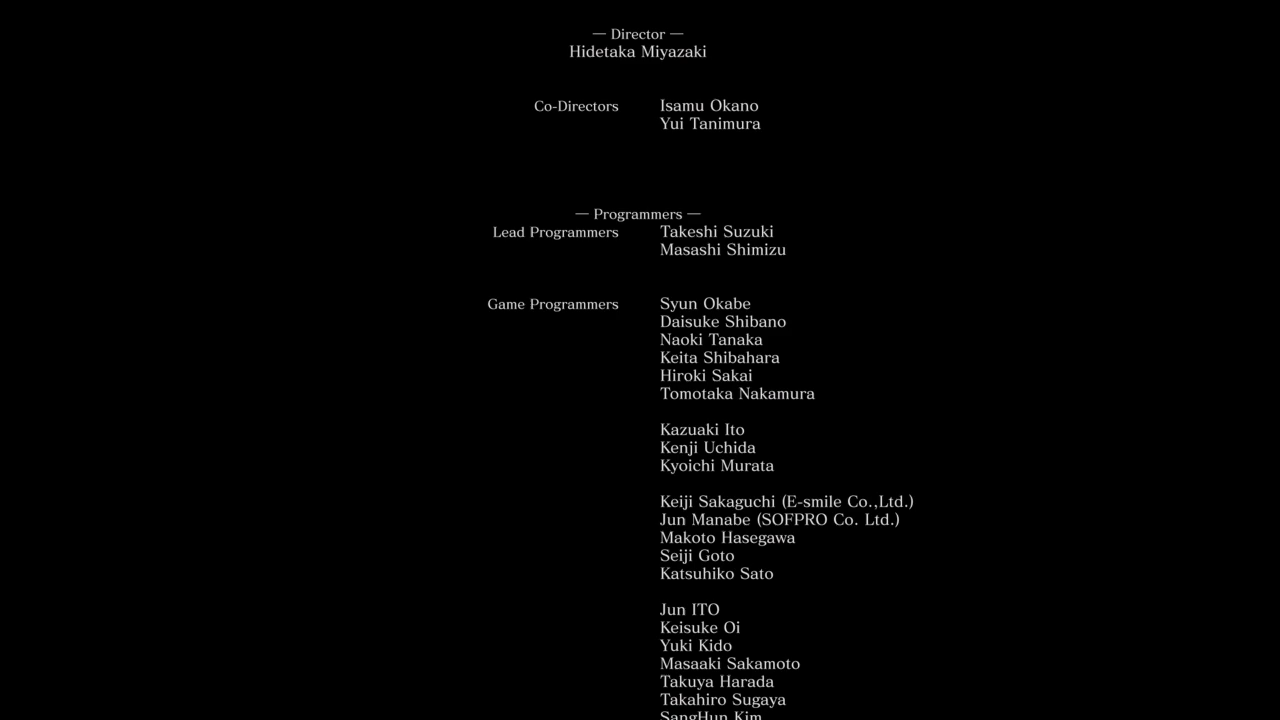 — Director —
Hidetaka Miyazaki
Co-Directors Isamu Okano
Yui Tanimura
— Programmers —
Lead Programmers Takeshi Suzuki
Masashi Shimizu
Game Programmers Syun Okabe
Daisuke Shibano
Naoki Tanaka
Keita Shibahara
Hiroki Sakai
Tomotaka Nakamura
Kazuaki Ito
Kenji Uchida
Kyoichi Murata
Keiji Sakaguchi (E-smile Co.,Ltd.)
Jun Manabe (SOFPRO Co. Ltd.)
Makoto Hasegawa
Seiji Goto
Katsuhiko Sato
Jun ITO
Keisuke Oi
Yuki Kido
Masaaki Sakamoto
Takuya Harada
Takahiro Sugaya
SangHun Kim